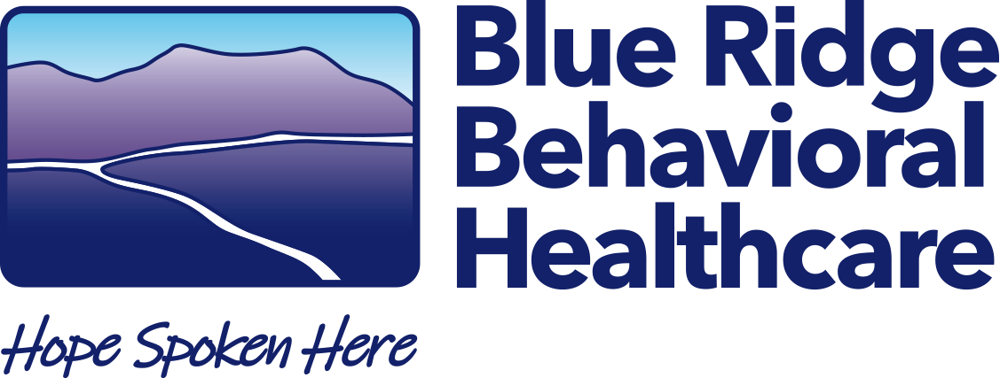 Blue Ridge
Behavioral
Healthcare
Hope Spoken Here